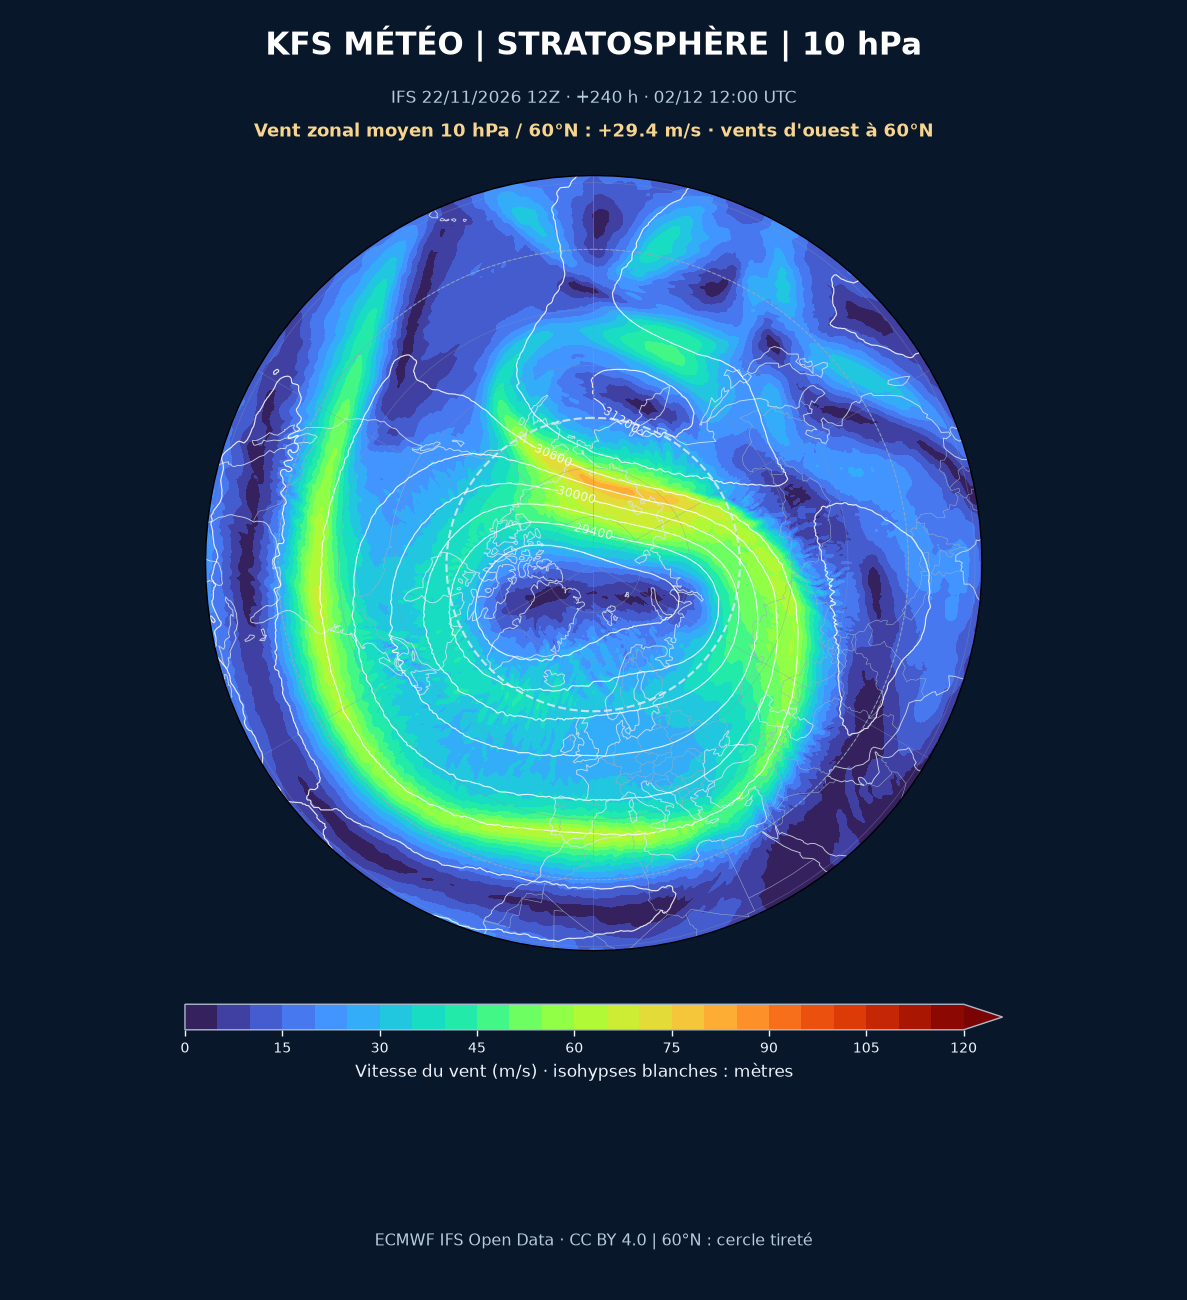 KFS MÉTÉO | STRATOSPHÈRE | 10 hPa
IFS 22/11/2026 12Z · +240 h · 02/12 12:00 UTC
Vent zonal moyen 10 hPa / 60°N : +29.4 m/s · vents d'ouest à 60°N
31200
30600
30000
29400
0 15 30 45 60 75 90 105 120
Vitesse du vent (m/s) · isohypses blanches : mètres
ECMWF IFS Open Data · CC BY 4.0 | 60°N : cercle tireté